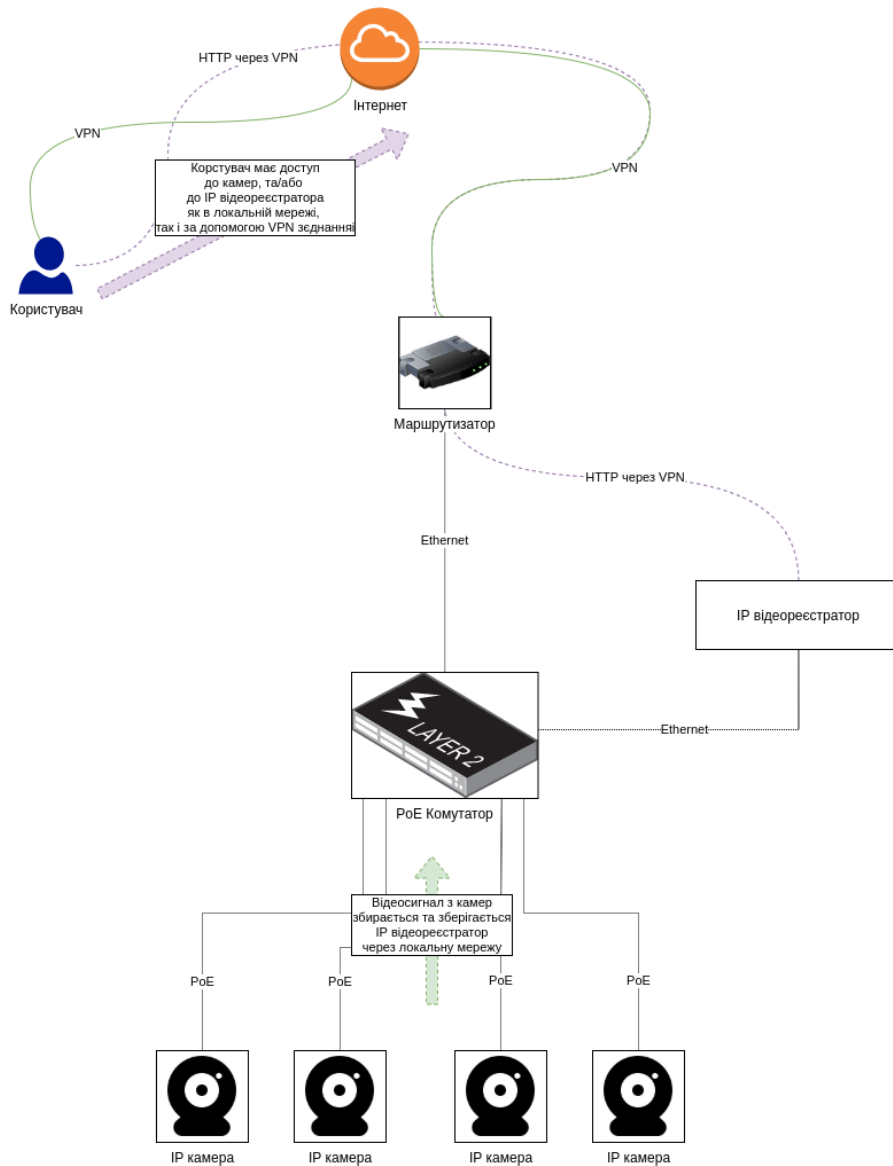 HTTP через VPN
Інтернет
VPN
VPN
Корстувач має доступ
до камер, та/або
до IP відеореєстратора
як в локальній мережі,
так і за допомогою VPN зєднанняі
Користувач
Маршрутизатор
HTTP через VPN
Ethernet
IP відеореєстратор
LAYER 2
Ethernet
PoE Комутатор
Відеосигнал з камер
збирається та зберігається
IP відеореєстратор
через локальну мережу
PoE
PoE
PoE
PoE
IP камера
IP камера
IP камера
IP камера